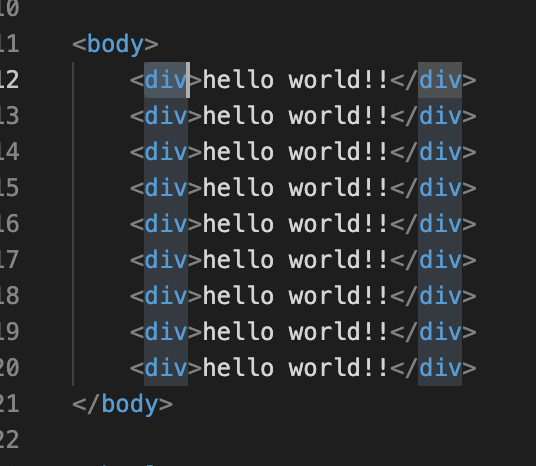 10
11 <body>
12 <div>hello world!!</div>
13 <div>hello world!!</div>
14 <div>hello world!!</div>
15 <div>hello world!!</div>
16 <div>hello world!!</div>
17 <div>hello world!!</div>
18 <div>hello world!!</div>
19 <div>hello world!!</div>
20 <div>hello world!!</div>
21 </body>
22